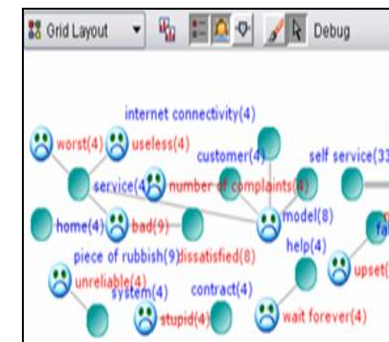 Grid Layout Debug
internet connectivity(4)
worst(4) useless(4)
customer(4) self service(33
service(4) number of complaints(4)
home(4) bad(9) model(8)
piece of rubbish(9) dissatisfied(8) help(4)
unreliable(4) upset(
system(4) contract(4)
stupid(4) wait forever(4)